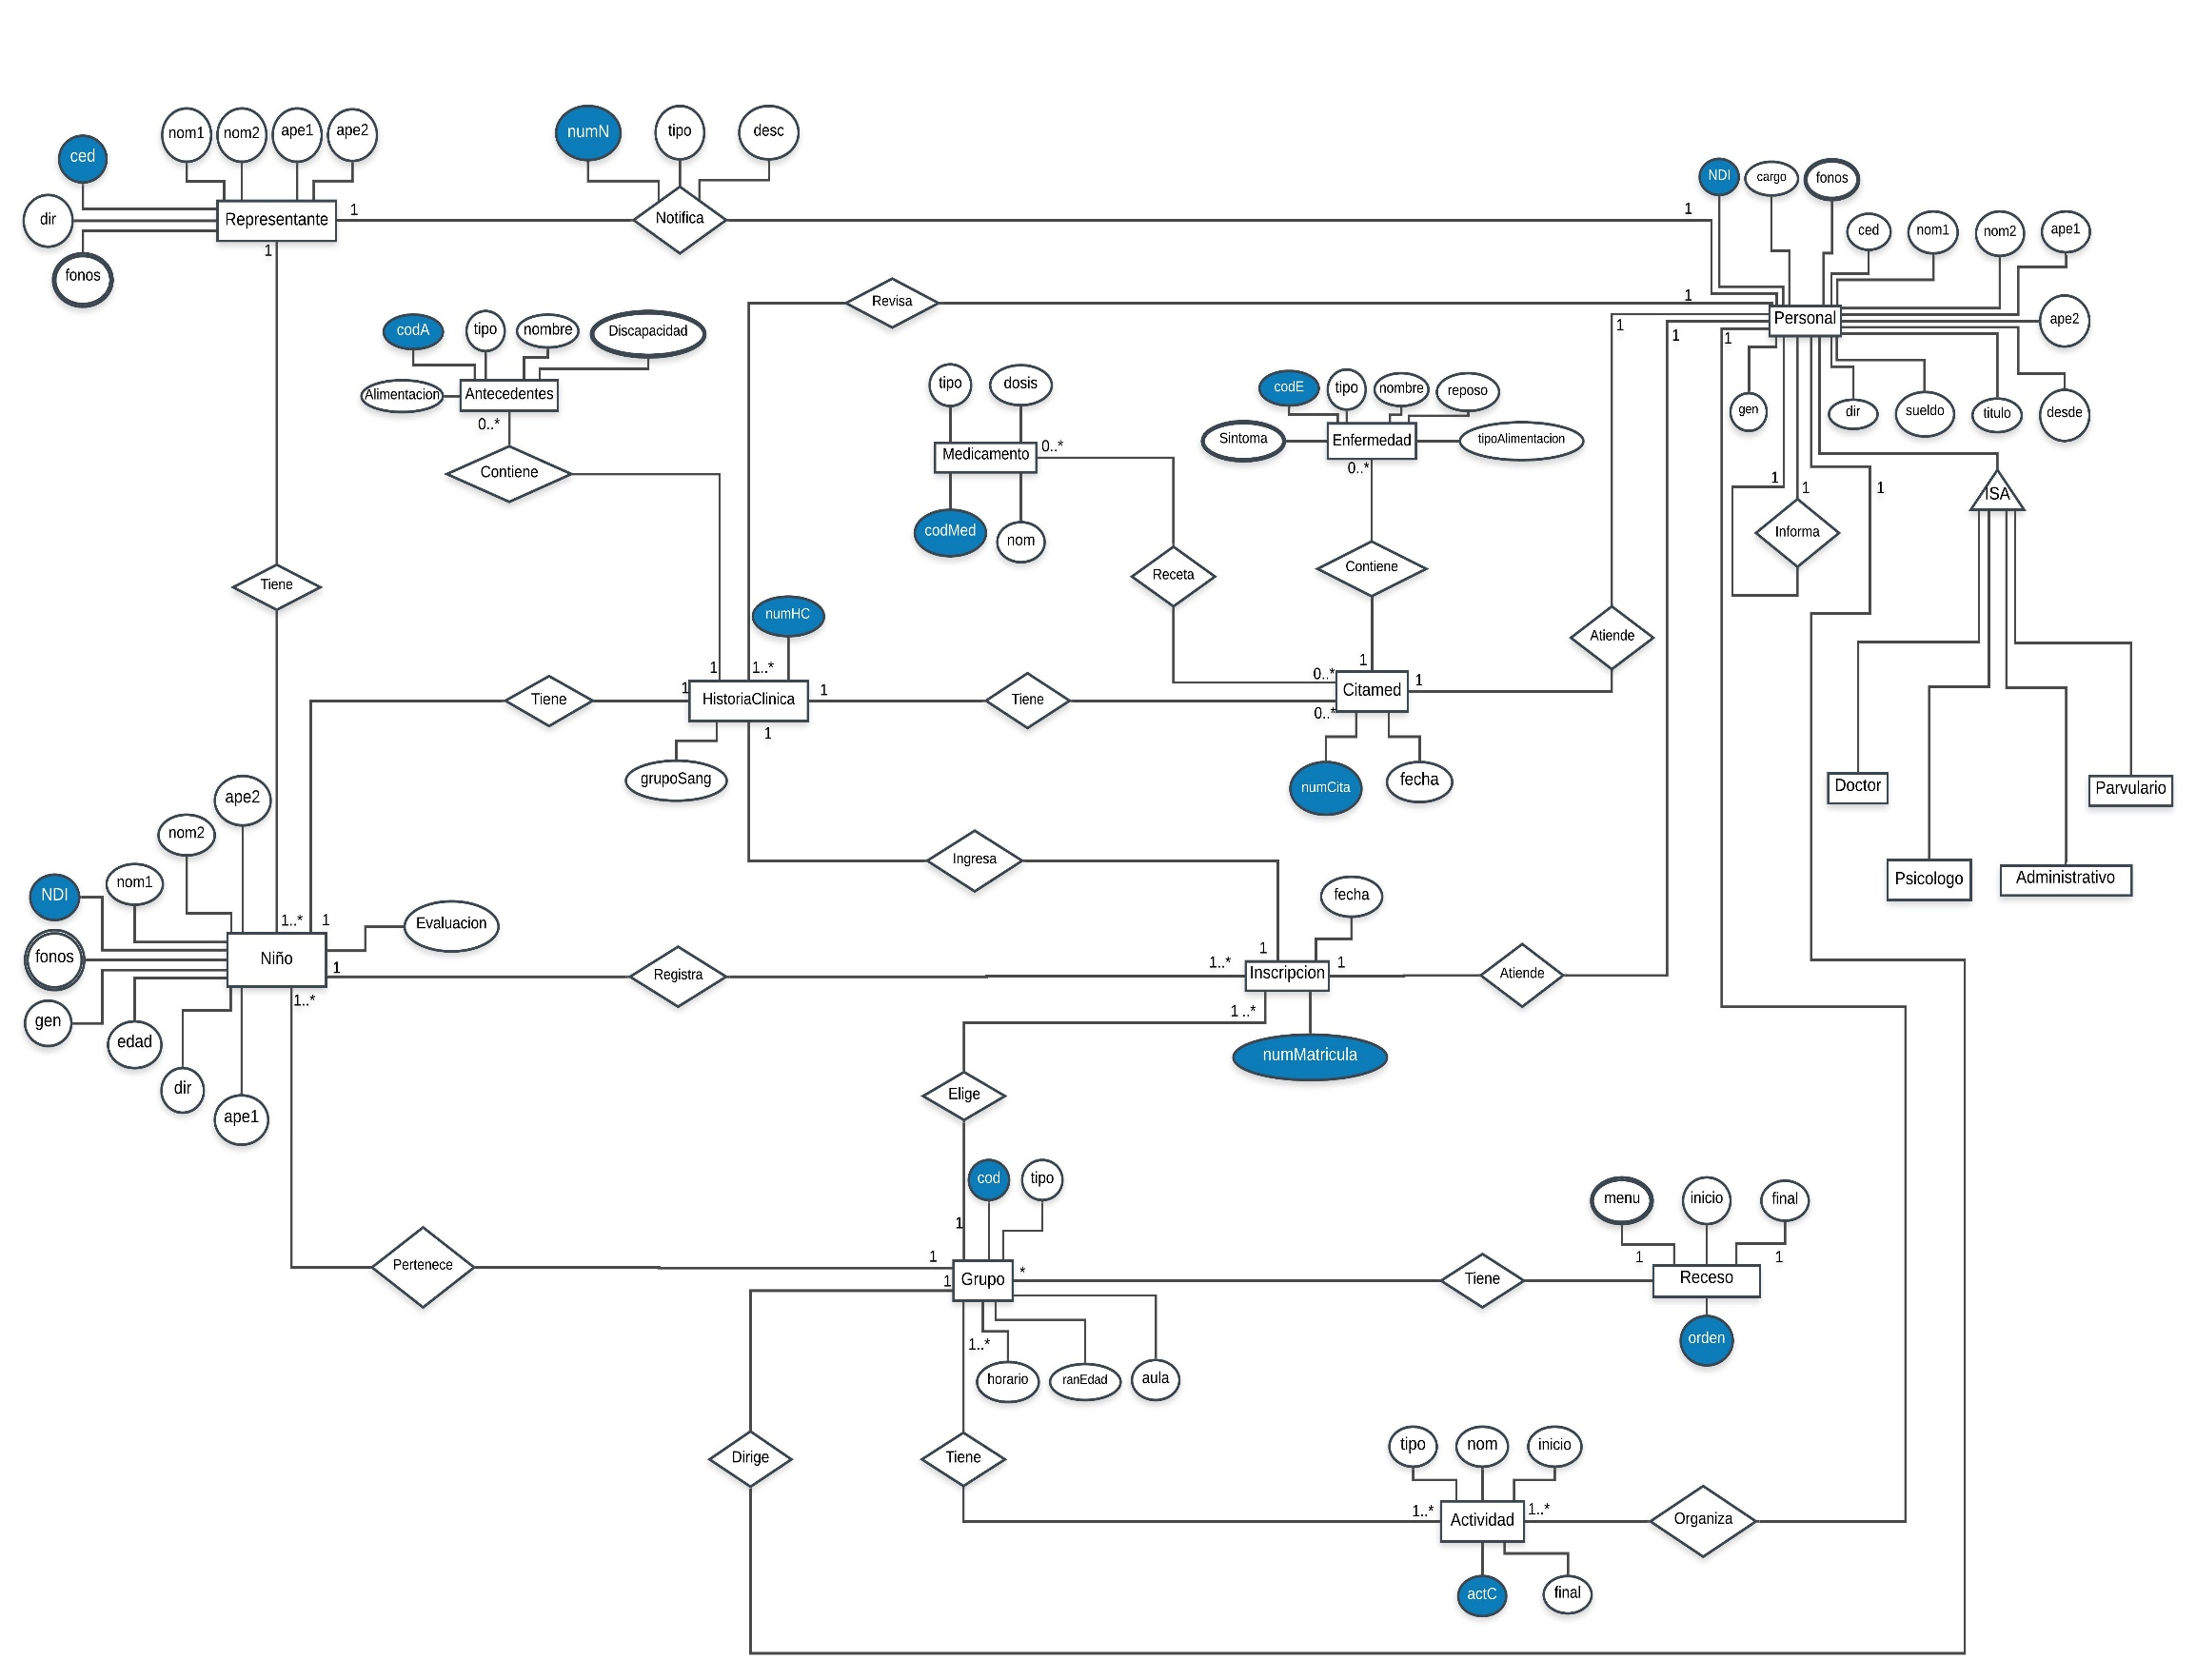 nom1
nom2
ape1
ape2
ced
dir
fonos
Representante
1
1
numN
tipo
desc
Notifica
1
NDI
cargo
fonos
ced
nom1
nom2
ape1
ape2
Personal
gen
dir
sueldo
titulo
desde
Revisa
1
1
1
1
codA
tipo
nombre
Discapacidad
Alimentacion
Antecedentes
0..*
Contiene
tipo
dosis
Medicamento
0..*
codMed
nom
codE
tipo
nombre
reposo
Sintoma
Enfermedad
tipoAlimentacion
0..*
Contiene
Receta
1
1
1
Informa
ISA
Tiene
Atiende
numHC
1
1..*
Tiene
1
HistoriaClinica
1
Tiene
1
0..*
Citamed
1
0..*
1
grupoSang
numCita
fecha
Doctor
Parvulario
Psicologo
Administrativo
Ingresa
ape2
nom2
nom1
NDI
fonos
gen
edad
dir
ape1
Niño
1..*
1
Evaluacion
1
1..*
Registra
fecha
1
1..*
Inscripcion
1
Atiende
1 ..*
numMatricula
Elige
cod
tipo
1
1
Pertenece
1
Grupo
*
Tiene
menu
inicio
final
1
1
Receso
orden
1..*
horario
ranEdad
aula
Dirige
Tiene
tipo
nom
inicio
1..*
Actividad
1..*
Organiza
actC
final